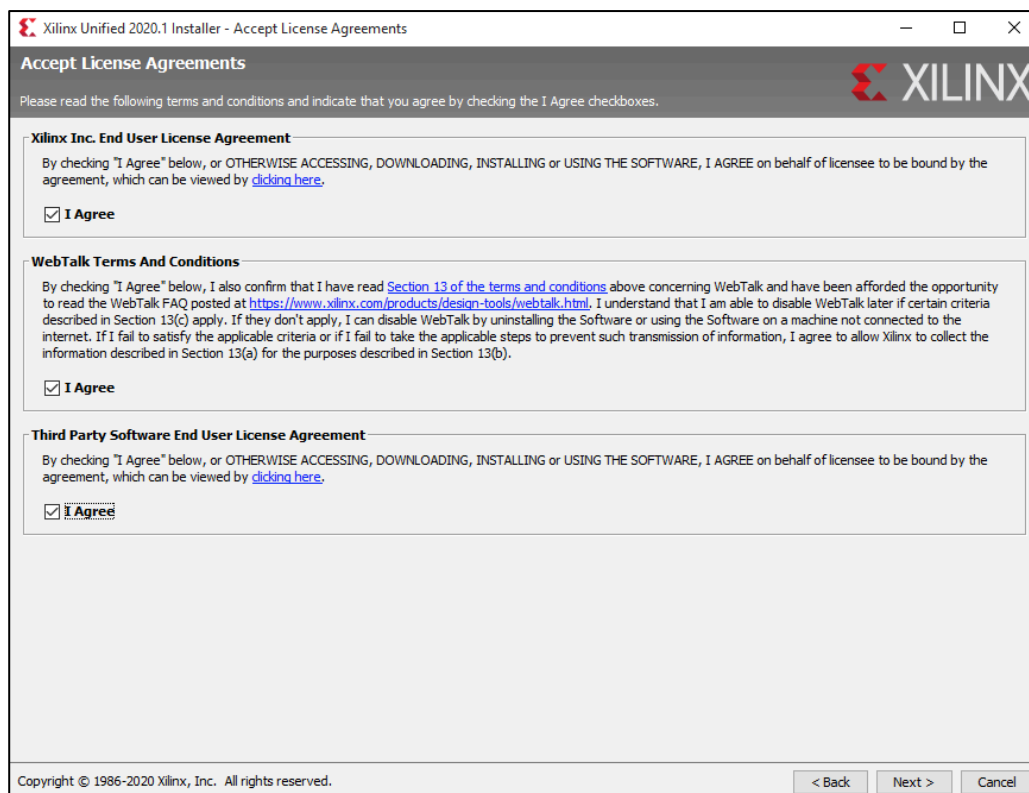 Xilinx Unified 2020.1 Installer - Accept License Agreements
Accept License Agreements
Please read the following terms and conditions and indicate that you agree by checking the I Agree checkboxes.
XILINX
Xilinx Inc. End User License Agreement
By checking "I Agree" below, or OTHERWISE ACCESSING, DOWNLOADING, INSTALLING or USING THE SOFTWARE, I AGREE on behalf of licensee to be bound by the
agreement, which can be viewed by clicking here.
I Agree
WebTalk Terms And Conditions
By checking "I Agree" below, I also confirm that I have read Section 13 of the terms and conditions above concerning WebTalk and have been afforded the opportunity
to read the WebTalk FAQ posted at https://www.xilinx.com/products/design-tools/webtalk.html. I understand that I am able to disable WebTalk later if certain criteria
described in Section 13(c) apply. If they don't apply, I can disable WebTalk by uninstalling the Software or using the Software on a machine not connected to the
internet. If I fail to satisfy the applicable criteria or if I fail to take the applicable steps to prevent such transmission of information, I agree to allow Xilinx to collect the
information described in Section 13(a) for the purposes described in Section 13(b).
I Agree
Third Party Software End User License Agreement
By checking "I Agree" below, or OTHERWISE ACCESSING, DOWNLOADING, INSTALLING or USING THE SOFTWARE, I AGREE on behalf of licensee to be bound by the
agreement, which can be viewed by clicking here.
I Agree
Copyright © 1986-2020 Xilinx, Inc. All rights reserved.
< Back
Next >
Cancel